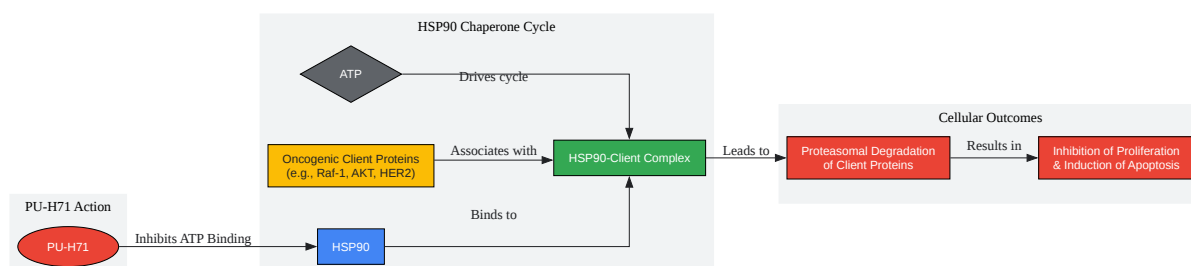 HSP90 Chaperone Cycle
ATP
Drives cycle
Cellular Outcomes
Oncogenic Client Proteins
(e.g., Raf-1, AKT, HER2)
Associates with
HSP90-Client Complex
Leads to
Proteasomal Degradation
of Client Proteins
Results in
Inhibition of Proliferation
& Induction of Apoptosis
PU-H71 Action
Binds to
PU-H71
Inhibits ATP Binding
HSP90